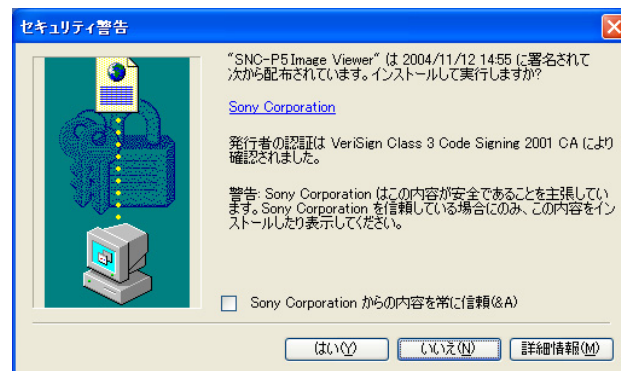 セキュリティ警告
"SNC-P5 Image Viewer" は 2004/11/12 14:55 に署名されて
次から配布されています。インストールして実行しますか?
Sony Corporation
発行者の認証は VeriSign Class 3 Code Signing 2001 CA により
確認されました。
警告: Sony Corporation はこの内容が安全であることを主張してい
ます。Sony Corporation を信頼している場合にのみ、この内容をイン
ストールしたり表示してください。
Sony Corporation からの内容を常に信頼(&A)
はい(Y) いいえ(N) 詳細情報(M)